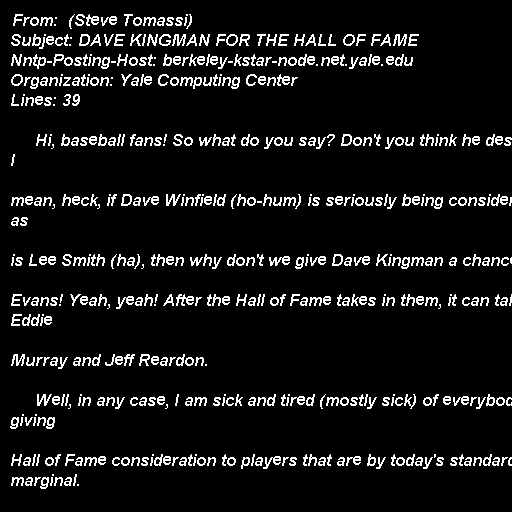 From:  (Steve Tomassi)
Subject: DAVE KINGMAN FOR THE HALL OF FAME
Nntp-Posting-Host: berkeley-kstar-node.net.yale.edu
Organization: Yale Computing Center
Lines: 39
Hi, baseball fans! So what do you say? Don't you think he des
I
mean, heck, if Dave Winfield (ho-hum) is seriously being consider
as
is Lee Smith (ha), then why don't we give Dave Kingman a chanc
Evans! Yeah, yeah! After the Hall of Fame takes in them, it can ta
Eddie
Murray and Jeff Reardon.
Well, in any case, I am sick and tired (mostly sick) of everybod
giving
Hall of Fame consideration to players that are by today's standard
marginal.